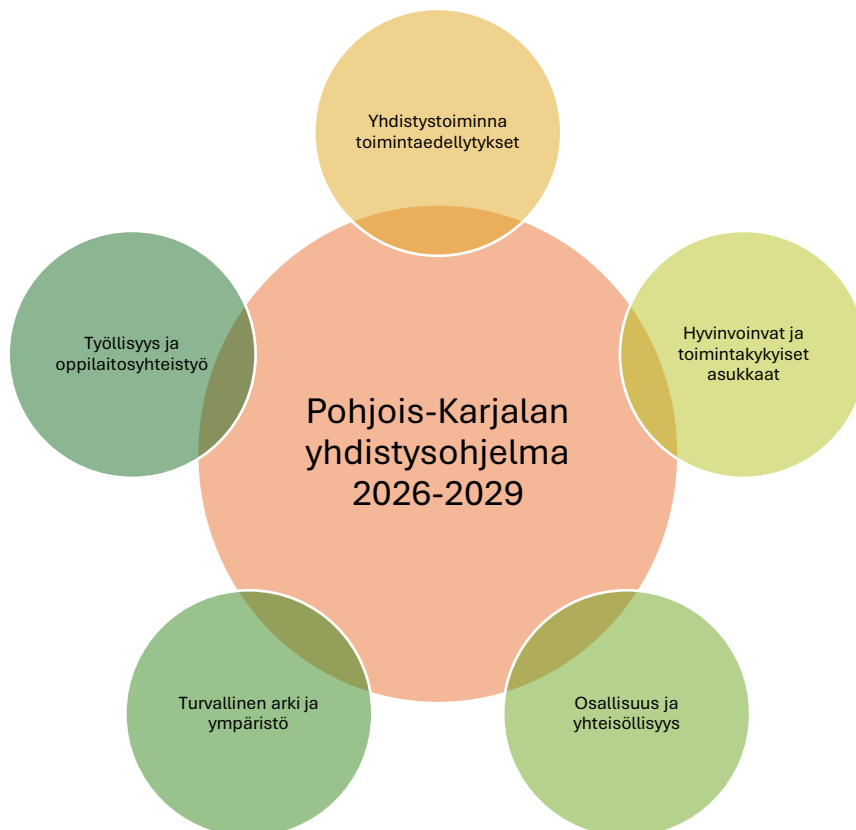 Yhdistystoiminna
toimintaedellytykset
Työllisyys ja
oppilaitosyhteistyö
Hyvinvoinvat ja
toimintakykyiset
asukkaat
Pohjois-Karjalan
yhdistysohjelma
2026-2029
Turvallinen arki ja
ympäristö
Osallisuus ja
yhteisöllisyys